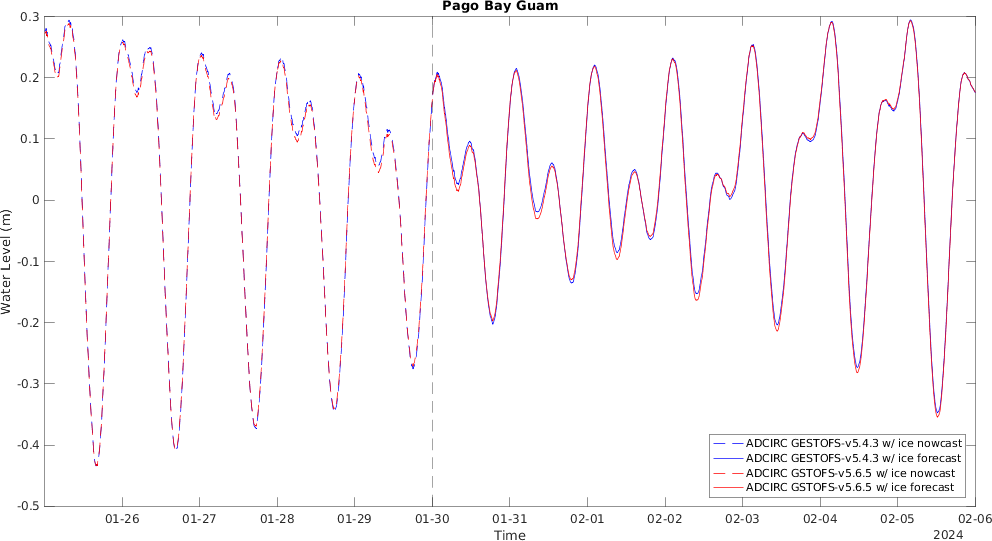 Pago Bay Guam
0.3
0.2
0.1
0
-0.1
-0.2
-0.3
-0.4
-0.5
Water Level (m)
ADCIRC GESTOFS-v5.4.3 w/ ice nowcast
ADCIRC GESTOFS-v5.4.3 w/ ice forecast
ADCIRC GSTOFS-v5.6.5 w/ ice nowcast
ADCIRC GSTOFS-v5.6.5 w/ ice forecast
01-26 01-27 01-28 01-29 01-30 01-31 02-01 02-02 02-03 02-04 02-05 02-06
Time
2024